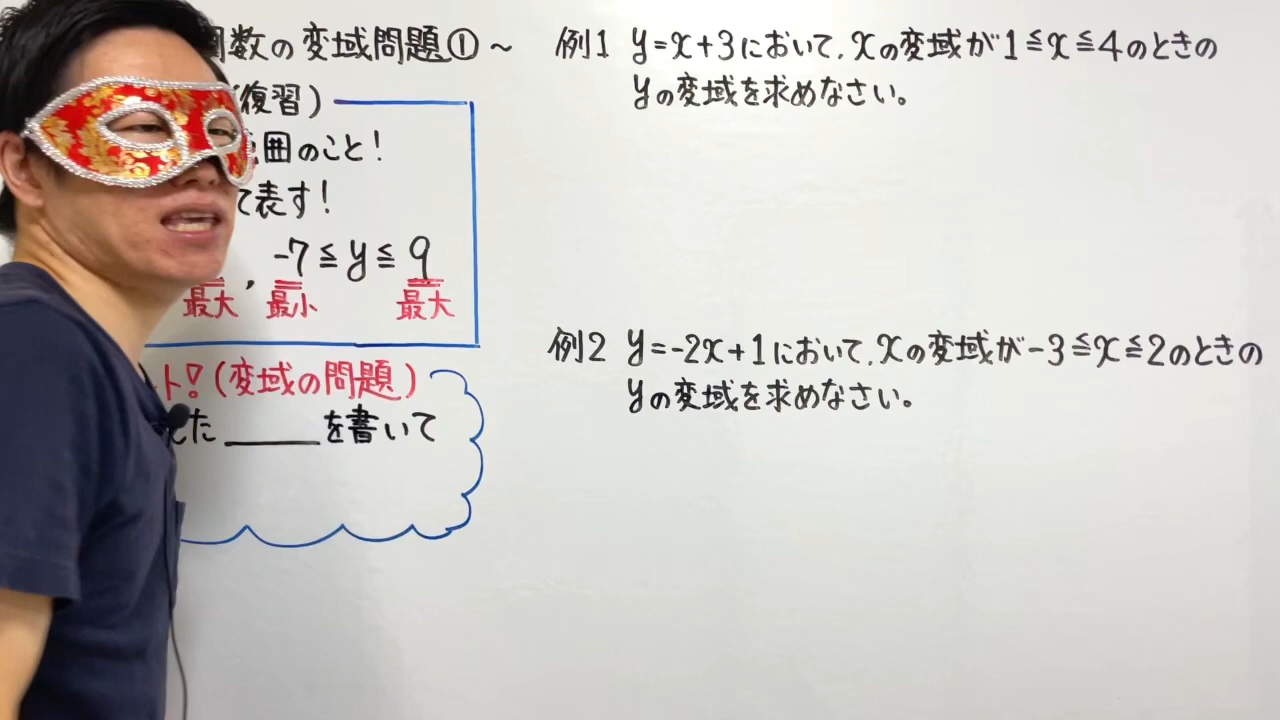 数の変域問題①～
(復習)
囲のこと!
て表す!
, -7≦y≦9
最大 最小 最大
ト!(変域の問題)
た＿＿＿を書いて
例1 y=x+3において、xの変域が1≦x≦4のときの
yの変域を求めなさい。
例2 y=-2x+1において、xの変域が-3≦x≦2のときの
yの変域を求めなさい。